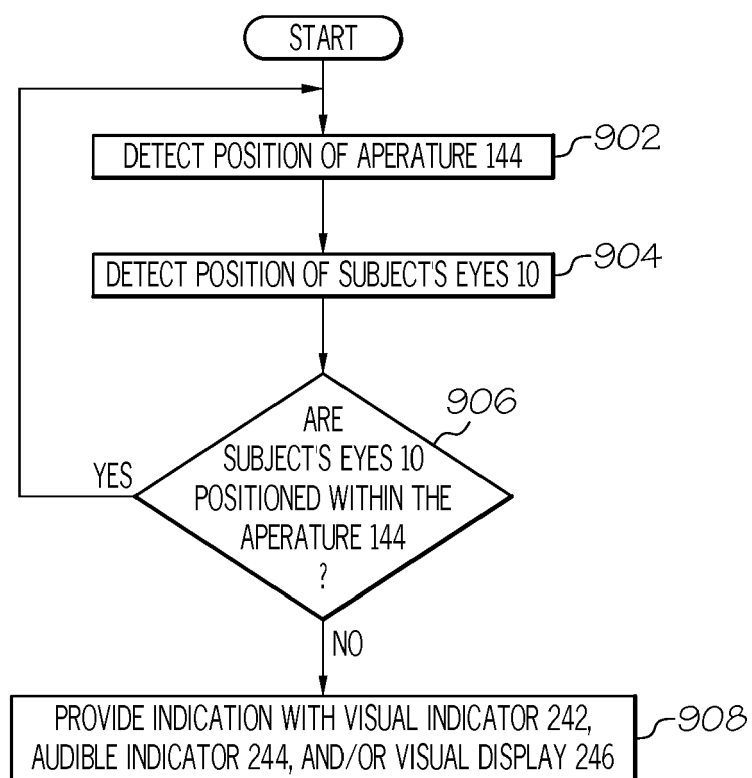 START
DETECT POSITION OF APERATURE 144
902
DETECT POSITION OF SUBJECT'S EYES 10
904
906
ARE
SUBJECT'S EYES 10
POSITIONED WITHIN THE
APERATURE 144
?
YES
NO
PROVIDE INDICATION WITH VISUAL INDICATOR 242,
AUDIBLE INDICATOR 244, AND/OR VISUAL DISPLAY 246
908